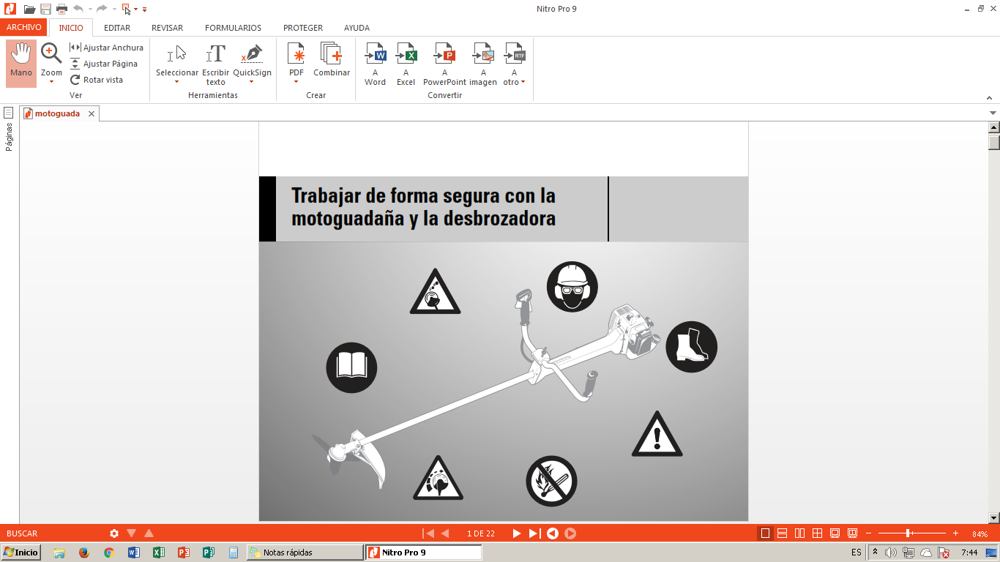 Nitro Pro 9
ARCHIVO
INICIO
EDITAR
REVISAR
FORMULARIOS
PROTEGER
AYUDA
Mano
Zoom
Ajustar Anchura
Ajustar Página
Rotar vista
Ver
Seleccionar
Escribir
texto
QuickSign
Herramientas
PDF
Combinar
Crear
A
Word
A
Excel
A
PowerPoint
A
imagen
RTF
A
otro
Convertir
motoguada
Páginas
Trabajar de forma segura con la
motoguadaña y la desbrozadora
BUSCAR
1 DE 22
84%
Inicio
Notas rápidas
Nitro Pro 9
ES
7:44